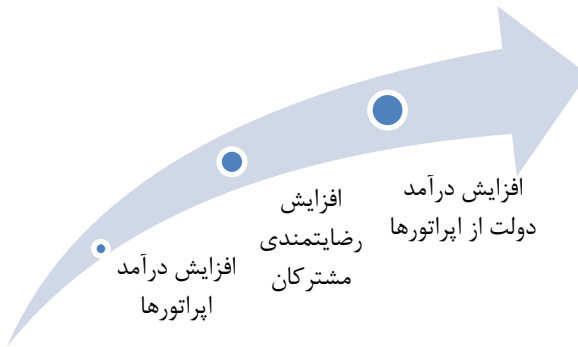 افزایش درآمد
اپراتورها
افزایش
رضایتمندی
مشترکان
افزایش درآمد
دولت از اپراتورها